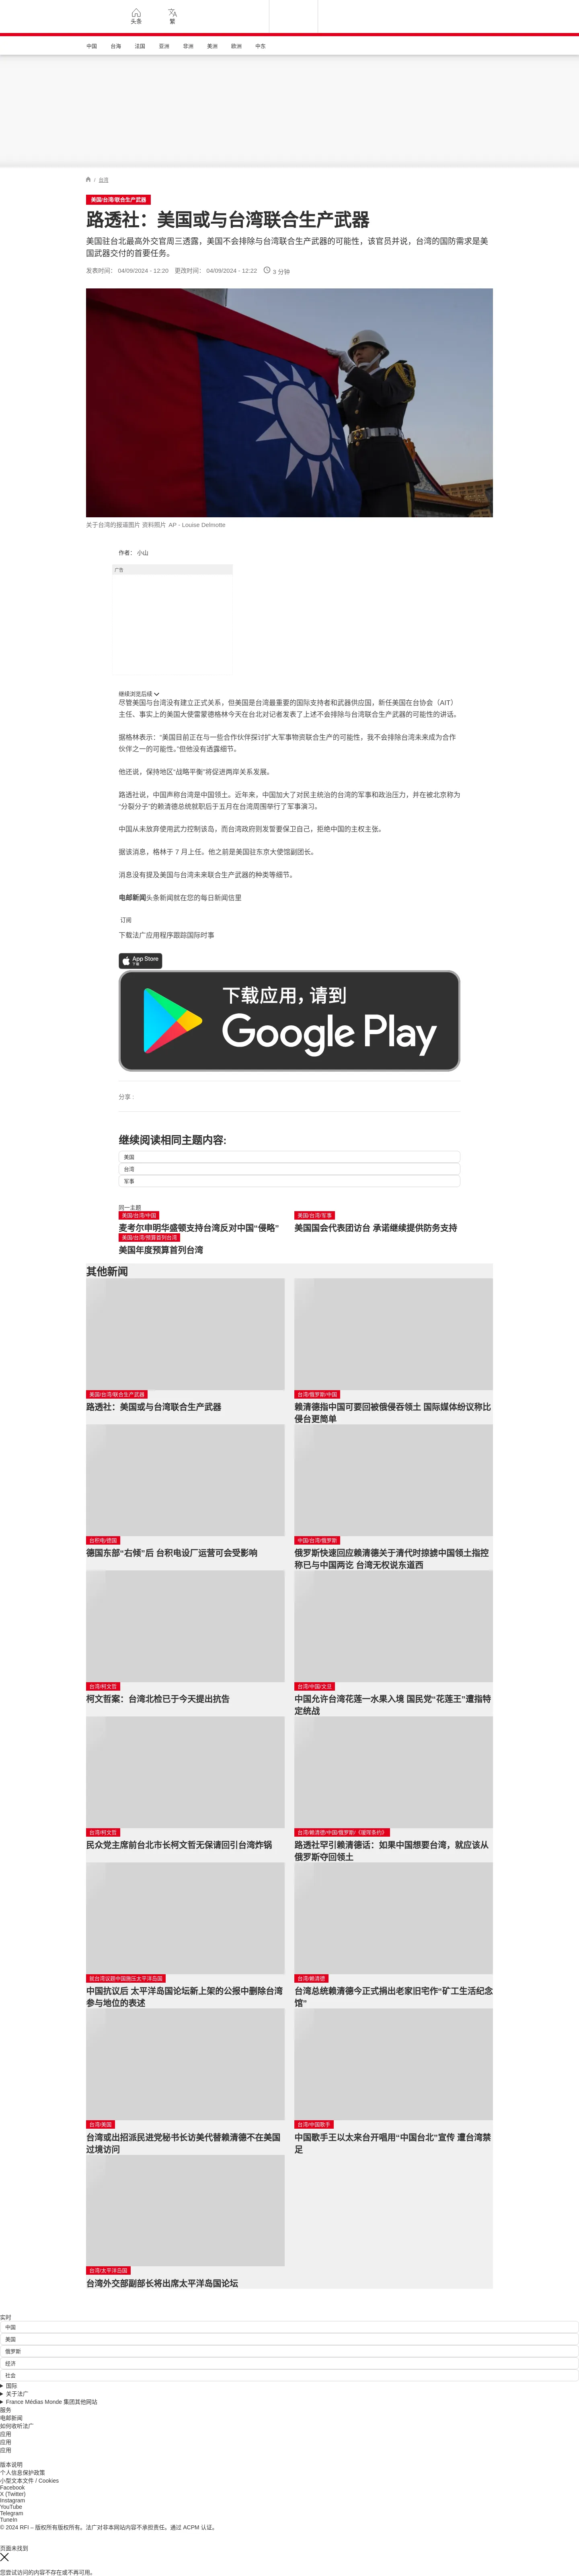 头条
繁
中国
台海
法国
亚洲
非洲
美洲
欧洲
中东
/ 台湾
美国/台湾/联合生产武器
路透社：美国或与台湾联合生产武器
美国驻台北最高外交官周三透露，美国不会排除与台湾联合生产武器的可能性，该官员并说，台湾的国防需求是美
国武器交付的首要任务。
发表时间： 04/09/2024 - 12:20 更改时间： 04/09/2024 - 12:22 3 分钟
关于台湾的报道图片 资料照片 AP - Louise Delmotte
作者： 小山
广告
继续浏览后续
尽管美国与台湾没有建立正式关系，但美国是台湾最重要的国际支持者和武器供应国，新任美国在台协会（AIT）
主任、事实上的美国大使雷蒙德格林今天在台北对记者发表了上述不会排除与台湾联合生产武器的可能性的讲话。
据格林表示：“美国目前正在与一些合作伙伴探讨扩大军事物资联合生产的可能性，我不会排除台湾未来成为合作
伙伴之一的可能性。”但他没有透露细节。
他还说，保持地区“战略平衡”将促进两岸关系发展。
路透社说，中国声称台湾是中国领土。近年来，中国加大了对民主统治的台湾的军事和政治压力，并在被北京称为
“分裂分子”的赖清德总统就职后于五月在台湾周围举行了军事演习。
中国从未放弃使用武力控制该岛，而台湾政府则发誓要保卫自己，拒绝中国的主权主张。
据该消息，格林于 7 月上任。他之前是美国驻东京大使馆副团长。
消息没有提及美国与台湾未来联合生产武器的种类等细节。
电邮新闻头条新闻就在您的每日新闻信里
订阅
下载法广应用程序跟踪国际时事
App Store
下载
下载应用，请到
Google Play
分享 :
继续阅读相同主题内容:
美国
台湾
军事
同一主题
美国/台湾/中国
麦考尔申明华盛顿支持台湾反对中国“侵略”
美国/台湾/军事
美国国会代表团访台 承诺继续提供防务支持
美国/台湾/预算首列台湾
美国年度预算首列台湾
其他新闻
美国/台湾/联合生产武器
路透社：美国或与台湾联合生产武器
台湾/俄罗斯/中国
赖清德指中国可要回被俄侵吞领土 国际媒体纷议称比
侵台更简单
台积电/德国
德国东部“右倾”后 台积电设厂运营可会受影响
中国/台湾/俄罗斯
俄罗斯快速回应赖清德关于清代时掠掳中国领土指控
称已与中国两讫 台湾无权说东道西
台湾/柯文哲
柯文哲案：台湾北检已于今天提出抗告
台湾/中国/文旦
中国允许台湾花莲一水果入境 国民党“花莲王”遭指特
定统战
台湾/柯文哲
民众党主席前台北市长柯文哲无保请回引台湾炸锅
台湾/赖清德/中国/俄罗斯/《瑷珲条约》
路透社罕引赖清德话：如果中国想要台湾，就应该从
俄罗斯夺回领土
就台湾议题中国施压太平洋岛国
中国抗议后 太平洋岛国论坛新上架的公报中删除台湾
参与地位的表述
台湾/赖清德
台湾总统赖清德今正式捐出老家旧宅作“矿工生活纪念
馆”
台湾/美国
台湾或出招派民进党秘书长访美代替赖清德不在美国
过境访问
台湾/中国歌手
中国歌手王以太来台开唱用“中国台北”宣传 遭台湾禁
足
台湾/太平洋岛国
台湾外交部副部长将出席太平洋岛国论坛
实时
中国
美国
俄罗斯
经济
社会
国际
关于法广
France Médias Monde 集团其他网站
服务
电邮新闻
如何收听法广
应用
应用
应用
版本说明
个人信息保护政策
小型文本文件 / Cookies
Facebook
X (Twitter)
Instagram
YouTube
Telegram
TuneIn
© 2024 RFI – 版权所有版权所有。法广对非本网站内容不承担责任。通过 ACPM 认证。
页面未找到
您尝试访问的内容不存在或不再可用。